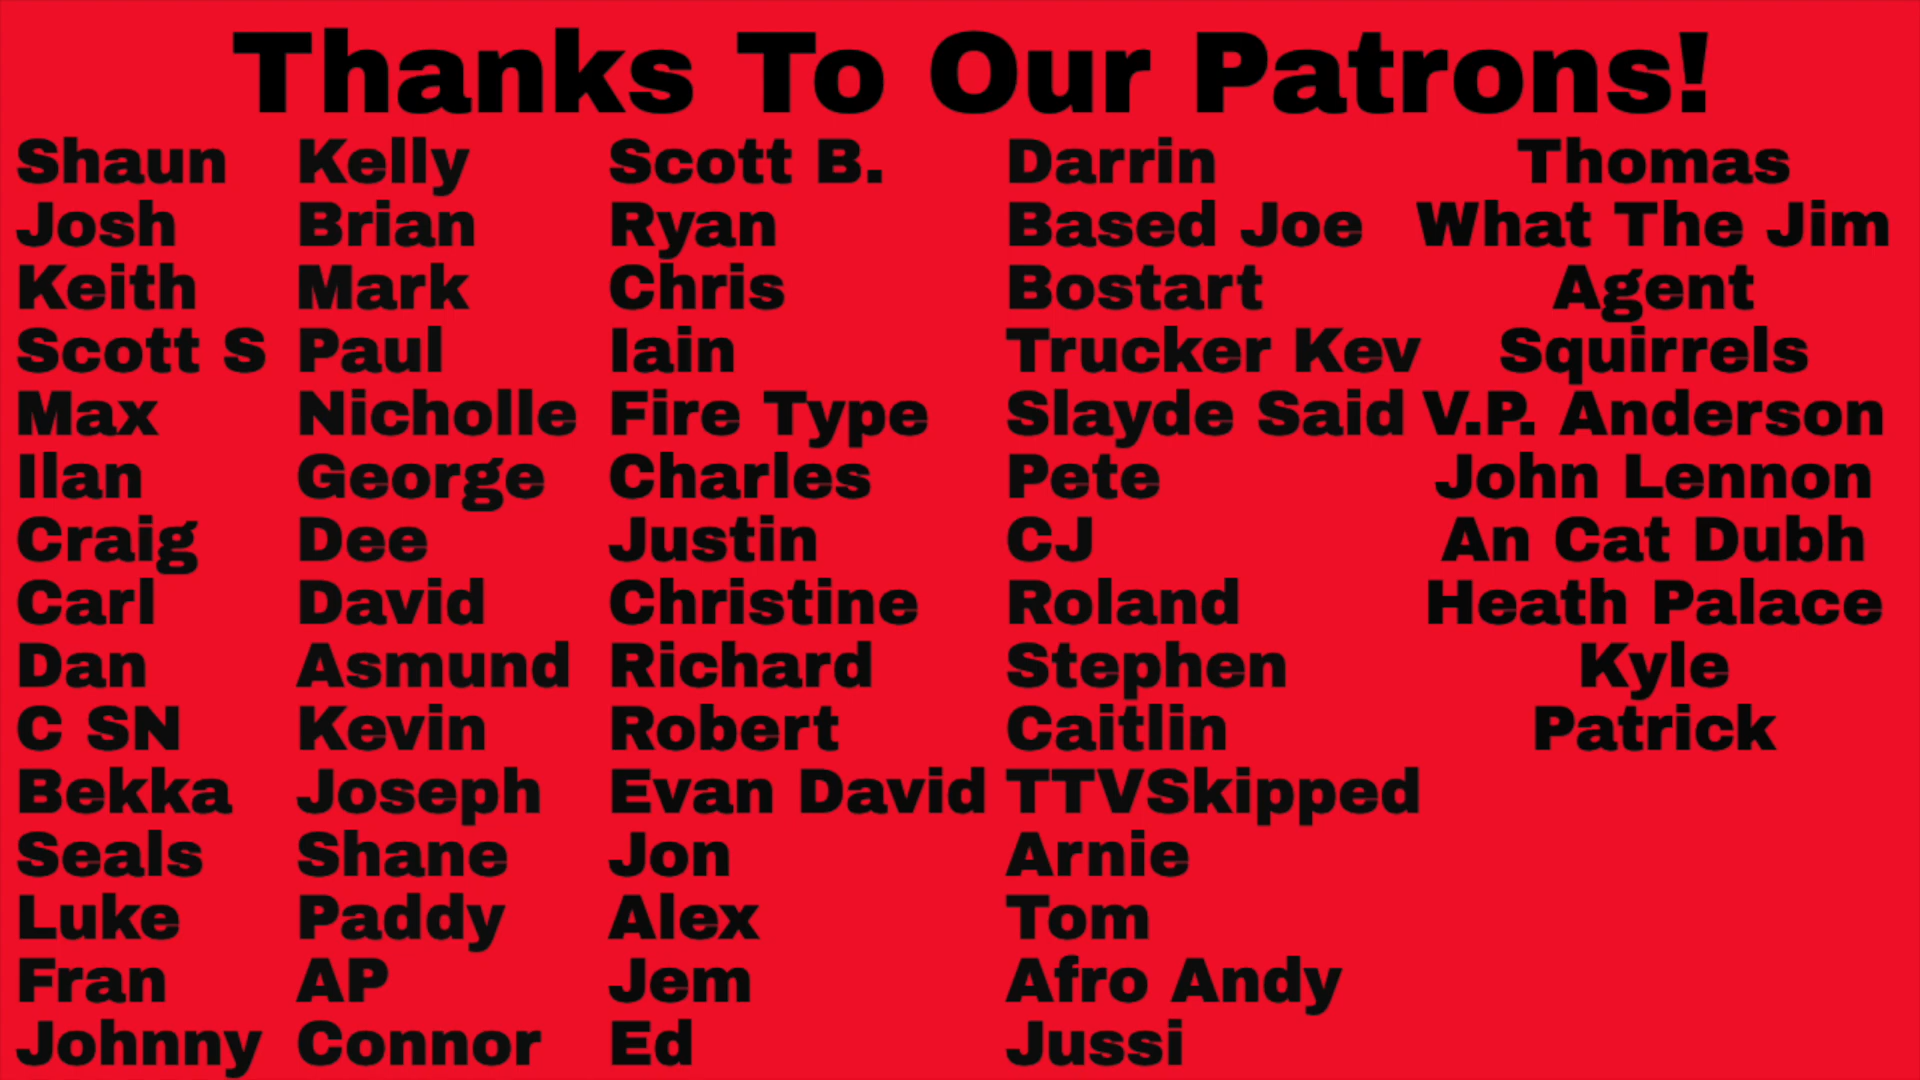 Thanks To Our Patrons!
Shaun
Josh
Keith
Scott S
Max
Ilan
Craig
Carl
Dan
C SN
Bekka
Seals
Luke
Fran
Johnny
Kelly
Brian
Mark
Paul
Nicholle
George
Dee
David
Asmund
Kevin
Joseph
Shane
Paddy
AP
Connor
Scott B.
Ryan
Chris
Iain
Fire Type
Charles
Justin
Christine
Richard
Robert
Evan David
Jon
Alex
Jem
Ed
Darrin
Based Joe
Bostart
Trucker Kev
Slayde Said
Pete
CJ
Roland
Stephen
Caitlin
TTVSkipped
Arnie
Tom
Afro Andy
Jussi
Thomas
What The Jim
Agent
Squirrels
V.P. Anderson
John Lennon
An Cat Dubh
Heath Palace
Kyle
Patrick